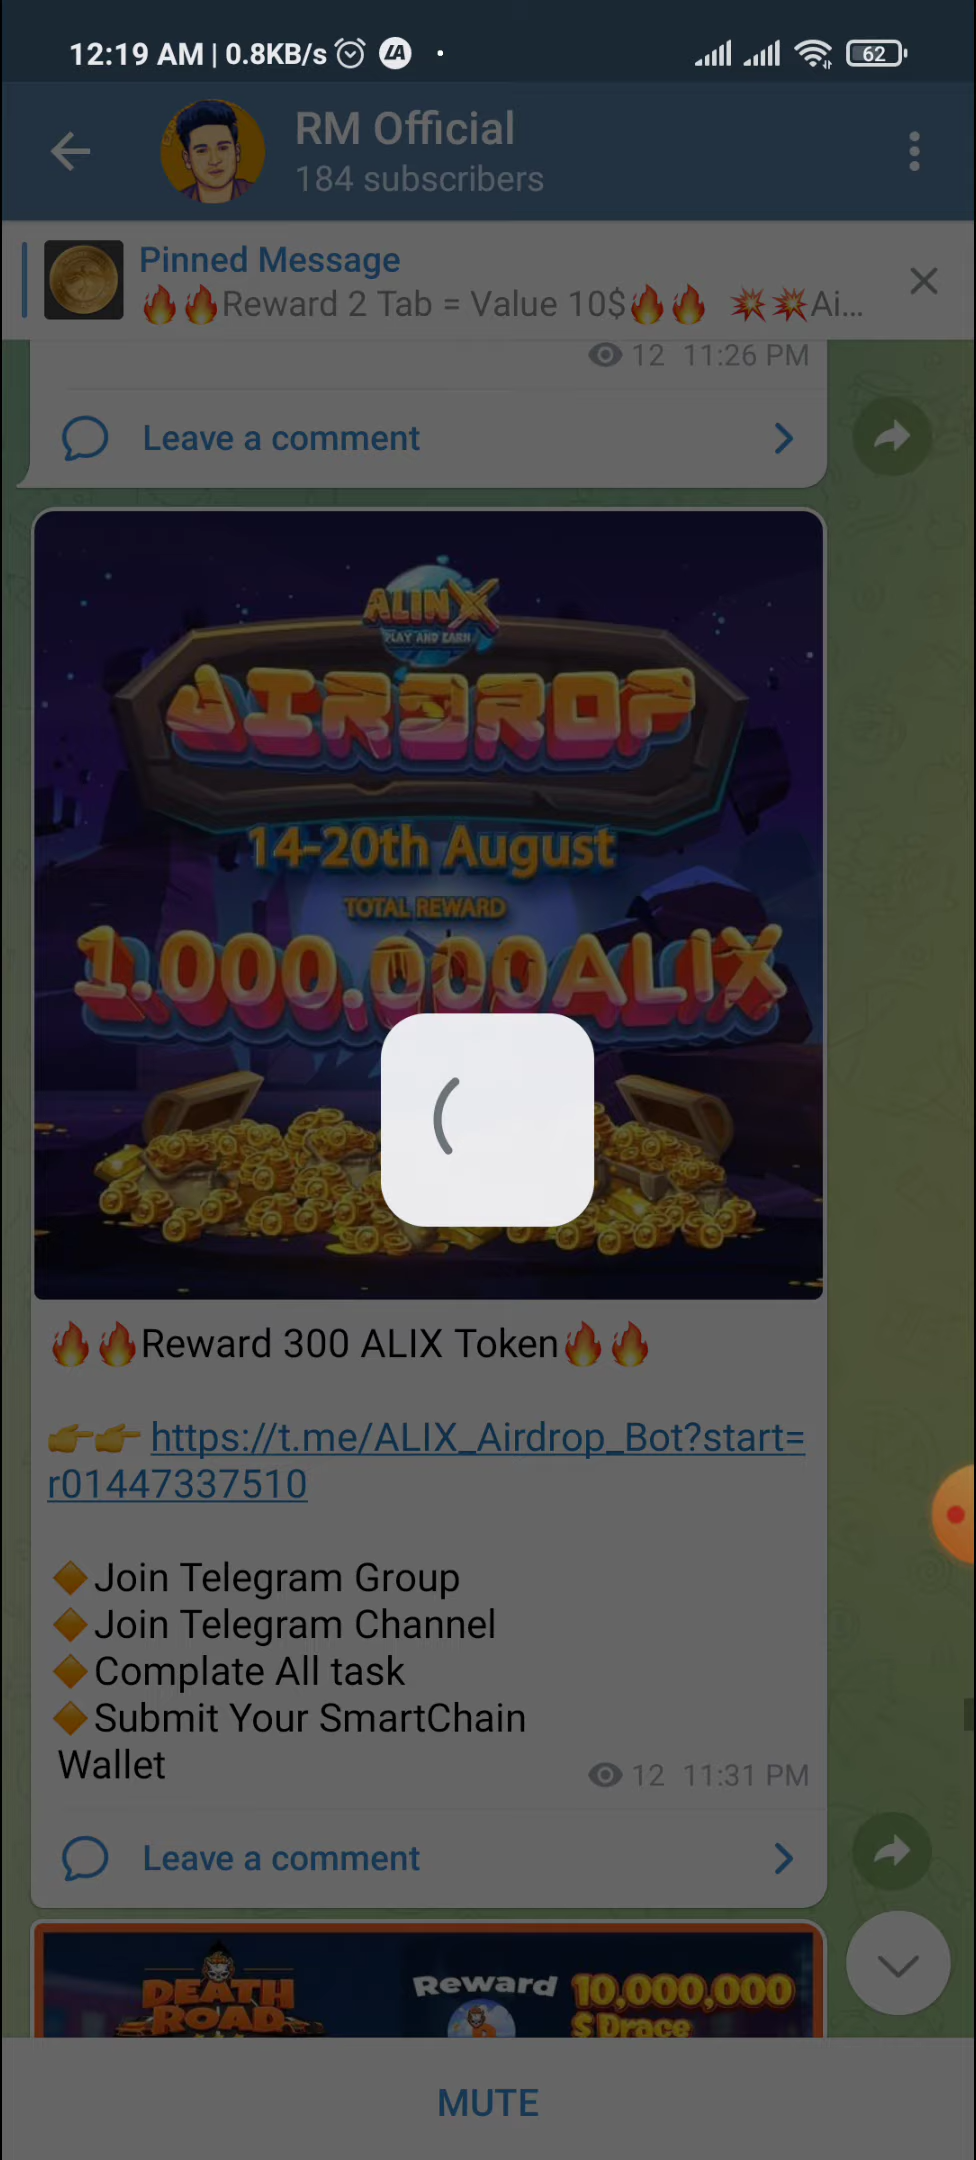 12:19 AM | 0.8KB/s
62
RM Official
184 subscribers
Pinned Message
🔥🔥Reward 2 Tab = Value 10$🔥🔥 💥💥Ai...
12 11:26 PM
Leave a comment
ALINX
PLAY AND EARN
AIRDROP
14-20th August
TOTAL REWARD
1.000.000 ALIX
🔥🔥Reward 300 ALIX Token🔥🔥
👉👉 https://t.me/ALIX_Airdrop_Bot?start=
r01447337510
🔶Join Telegram Group
🔶Join Telegram Channel
🔶Complate All task
🔶Submit Your SmartChain
Wallet
12 11:31 PM
Leave a comment
DEATH
ROAD
Reward 10,000,000
$Drace
MUTE